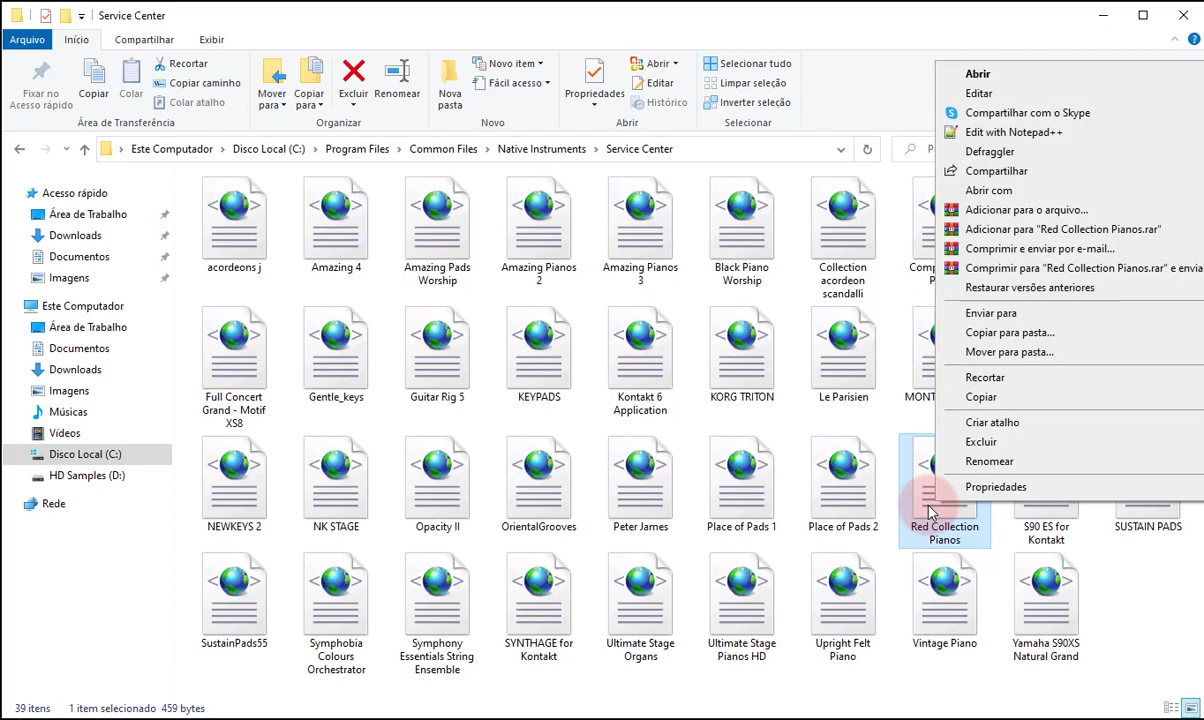 Service Center
Arquivo
Início
Compartilhar
Exibir
Fixar no
Acesso rápido
Copiar
Colar
Recortar
Copiar caminho
Colar atalho
Área de Transferência
Mover
para
Copiar
para
Excluir
Renomear
Organizar
Nova
pasta
Novo item
Fácil acesso
Novo
Propriedades
Abrir
Editar
Histórico
Abrir
Selecionar tudo
Limpar seleção
Inverter seleção
Selecionar
Este Computador > Disco Local (C:) > Program Files > Common Files > Native Instruments > Service Center
P
Acesso rápido
Área de Trabalho
Downloads
Documentos
Imagens
Este Computador
Área de Trabalho
Documentos
Downloads
Imagens
Músicas
Vídeos
Disco Local (C:)
HD Samples (D:)
Rede
acordeons j
Amazing 4
Amazing Pads
Worship
Amazing Pianos
2
Amazing Pianos
3
Black Piano
Worship
Collection
acordeon
scandalli
Full Concert
Grand - Motif
XS8
Gentle_keys
Guitar Rig 5
KEYPADS
Kontakt 6
Application
KORG TRITON
Le Parisien
MONT
NEWKEYS 2
NK STAGE
Opacity II
OrientalGrooves
Peter James
Place of Pads 1
Place of Pads 2
Red Collection
Pianos
S90 ES for
Kontakt
SUSTAIN PADS
SustainPads55
Symphobia
Colours
Orchestrator
Symphony
Essentials String
Ensemble
SYNTHAGE for
Kontakt
Ultimate Stage
Organs
Ultimate Stage
Pianos HD
Upright Felt
Piano
Vintage Piano
Yamaha S90XS
Natural Grand
Abrir
Editar
Compartilhar com o Skype
Edit with Notepad++
Defraggler
Compartilhar
Abrir com
Adicionar para o arquivo...
Adicionar para "Red Collection Pianos.rar"
Comprimir e enviar por e-mail...
Comprimir para "Red Collection Pianos.rar" e envia
Restaurar versões anteriores
Enviar para
Copiar para pasta...
Mover para pasta...
Recortar
Copiar
Criar atalho
Excluir
Renomear
Propriedades
39 itens
1 item selecionado 459 bytes